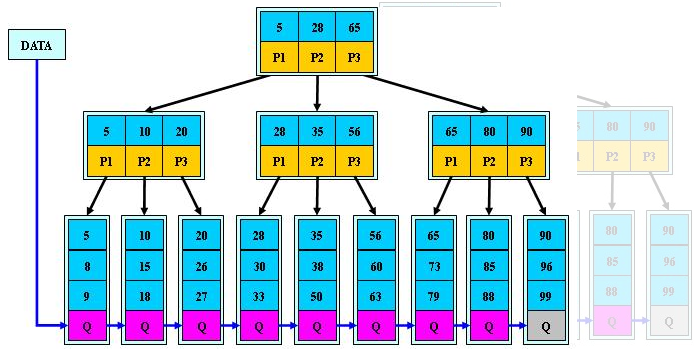 5 28 65
DATA
P1 P2 P3
5 10 20
28 35 56
65 80 90
80 90
P1 P2 P3
P1 P2 P3
P1 P2 P3
P2 P3
5 10 20 28 35 56 65 80 90
80 90
8 15 26 30 38 60 73 85 96
85 96
9 18 27 33 50 63 79 88 99
88 99
Q Q Q Q Q Q Q Q Q
Q Q